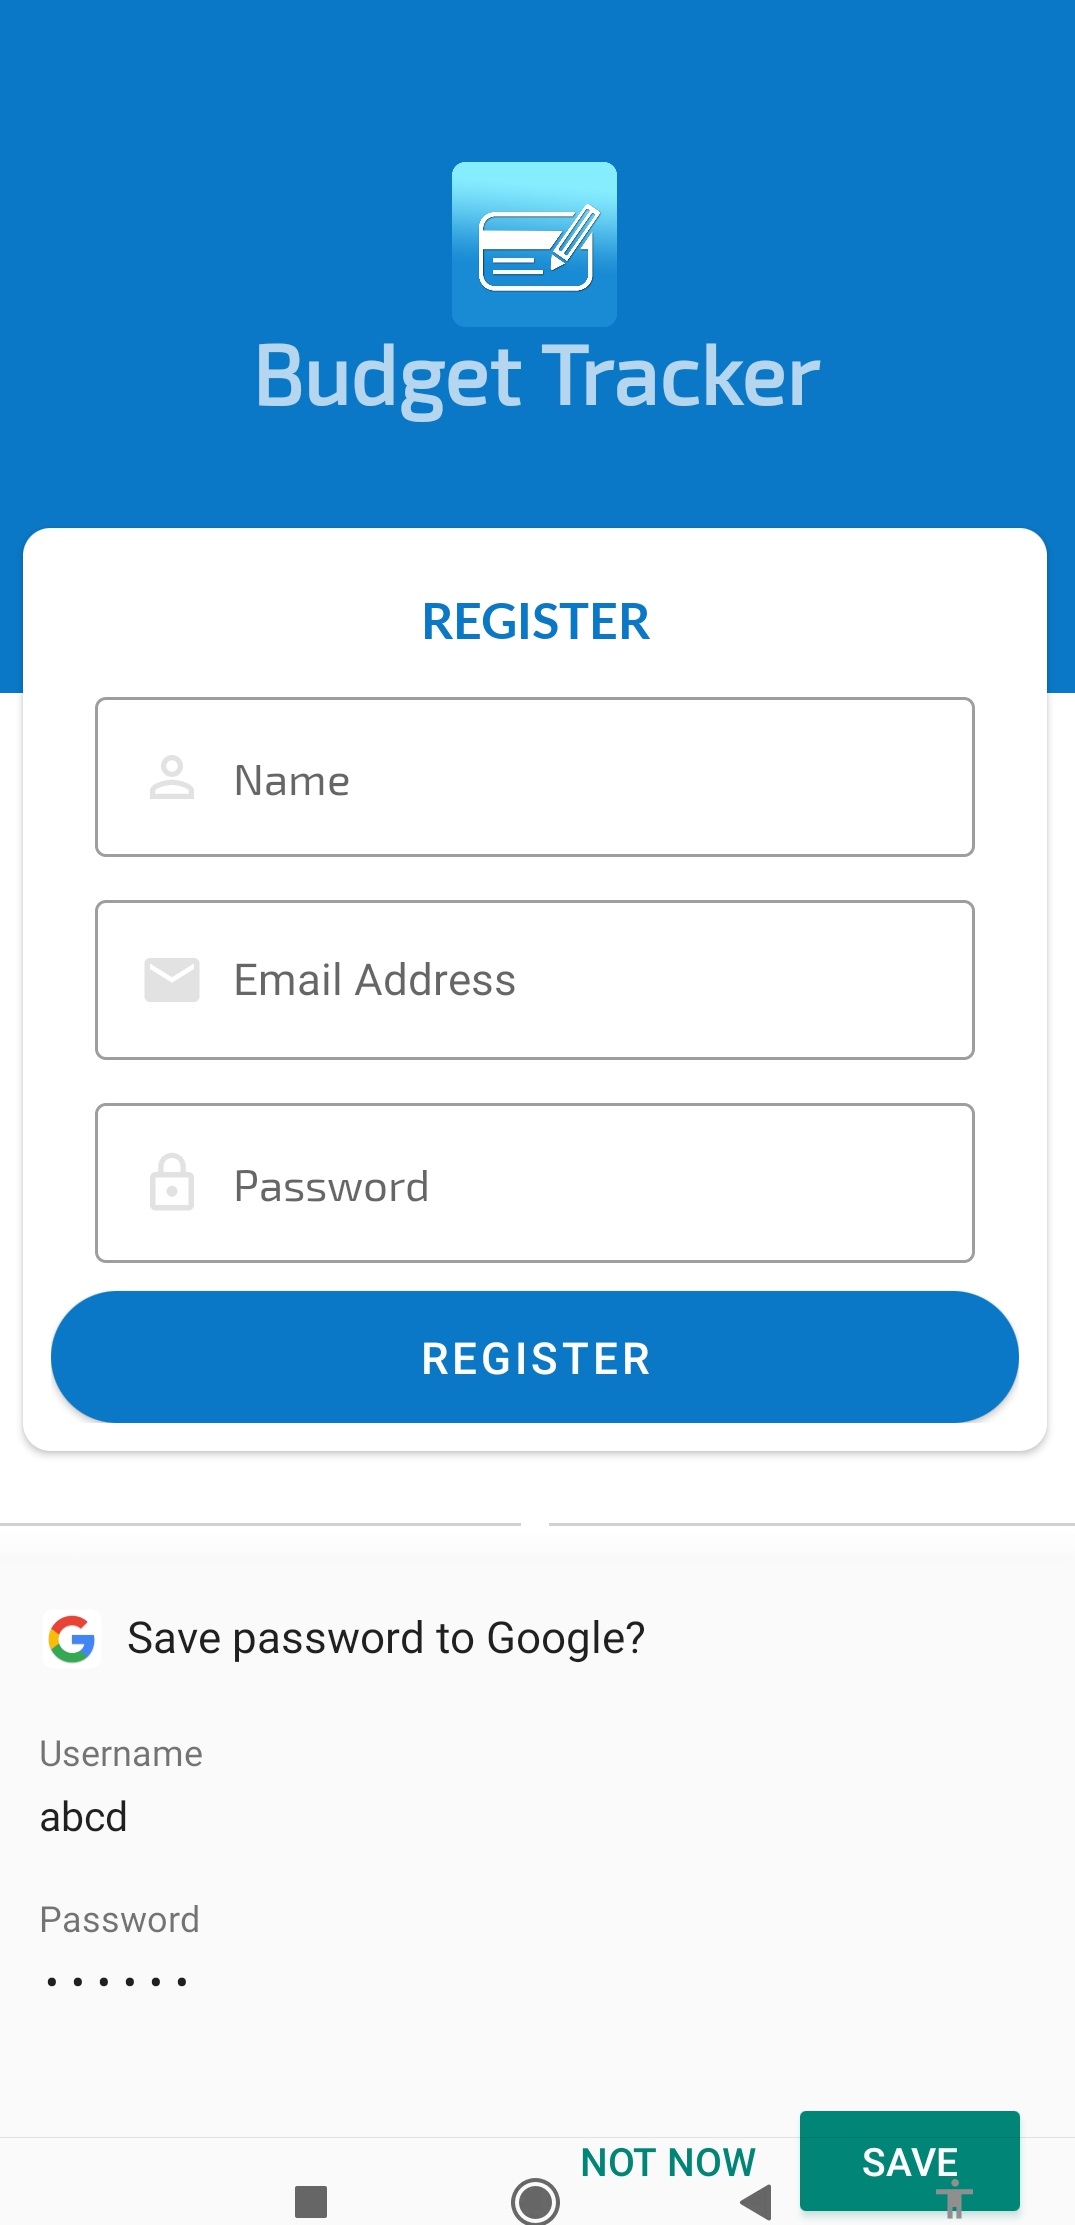 Budget Tracker
REGISTER
Name
Email Address
Password
REGISTER
Save password to Google?
Username
abcd
Password
••••••
NOT NOW
SAVE